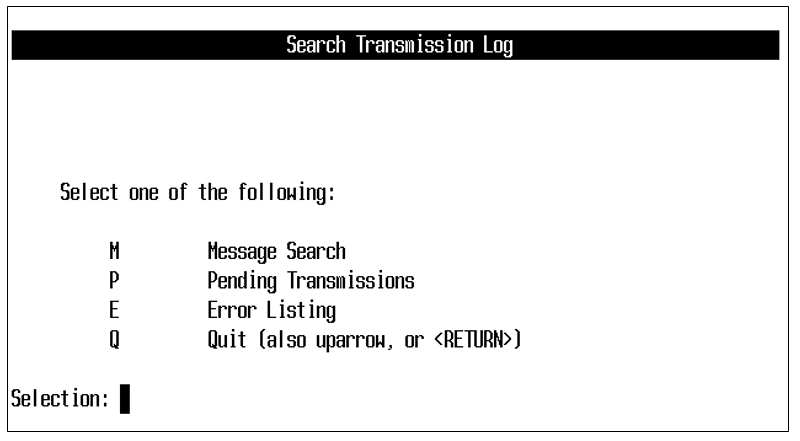 Search Transmission Log
Select one of the following:
M Message Search
P Pending Transmissions
E Error Listing
Q Quit (also uparrow, or <RETURN>)
Selection: